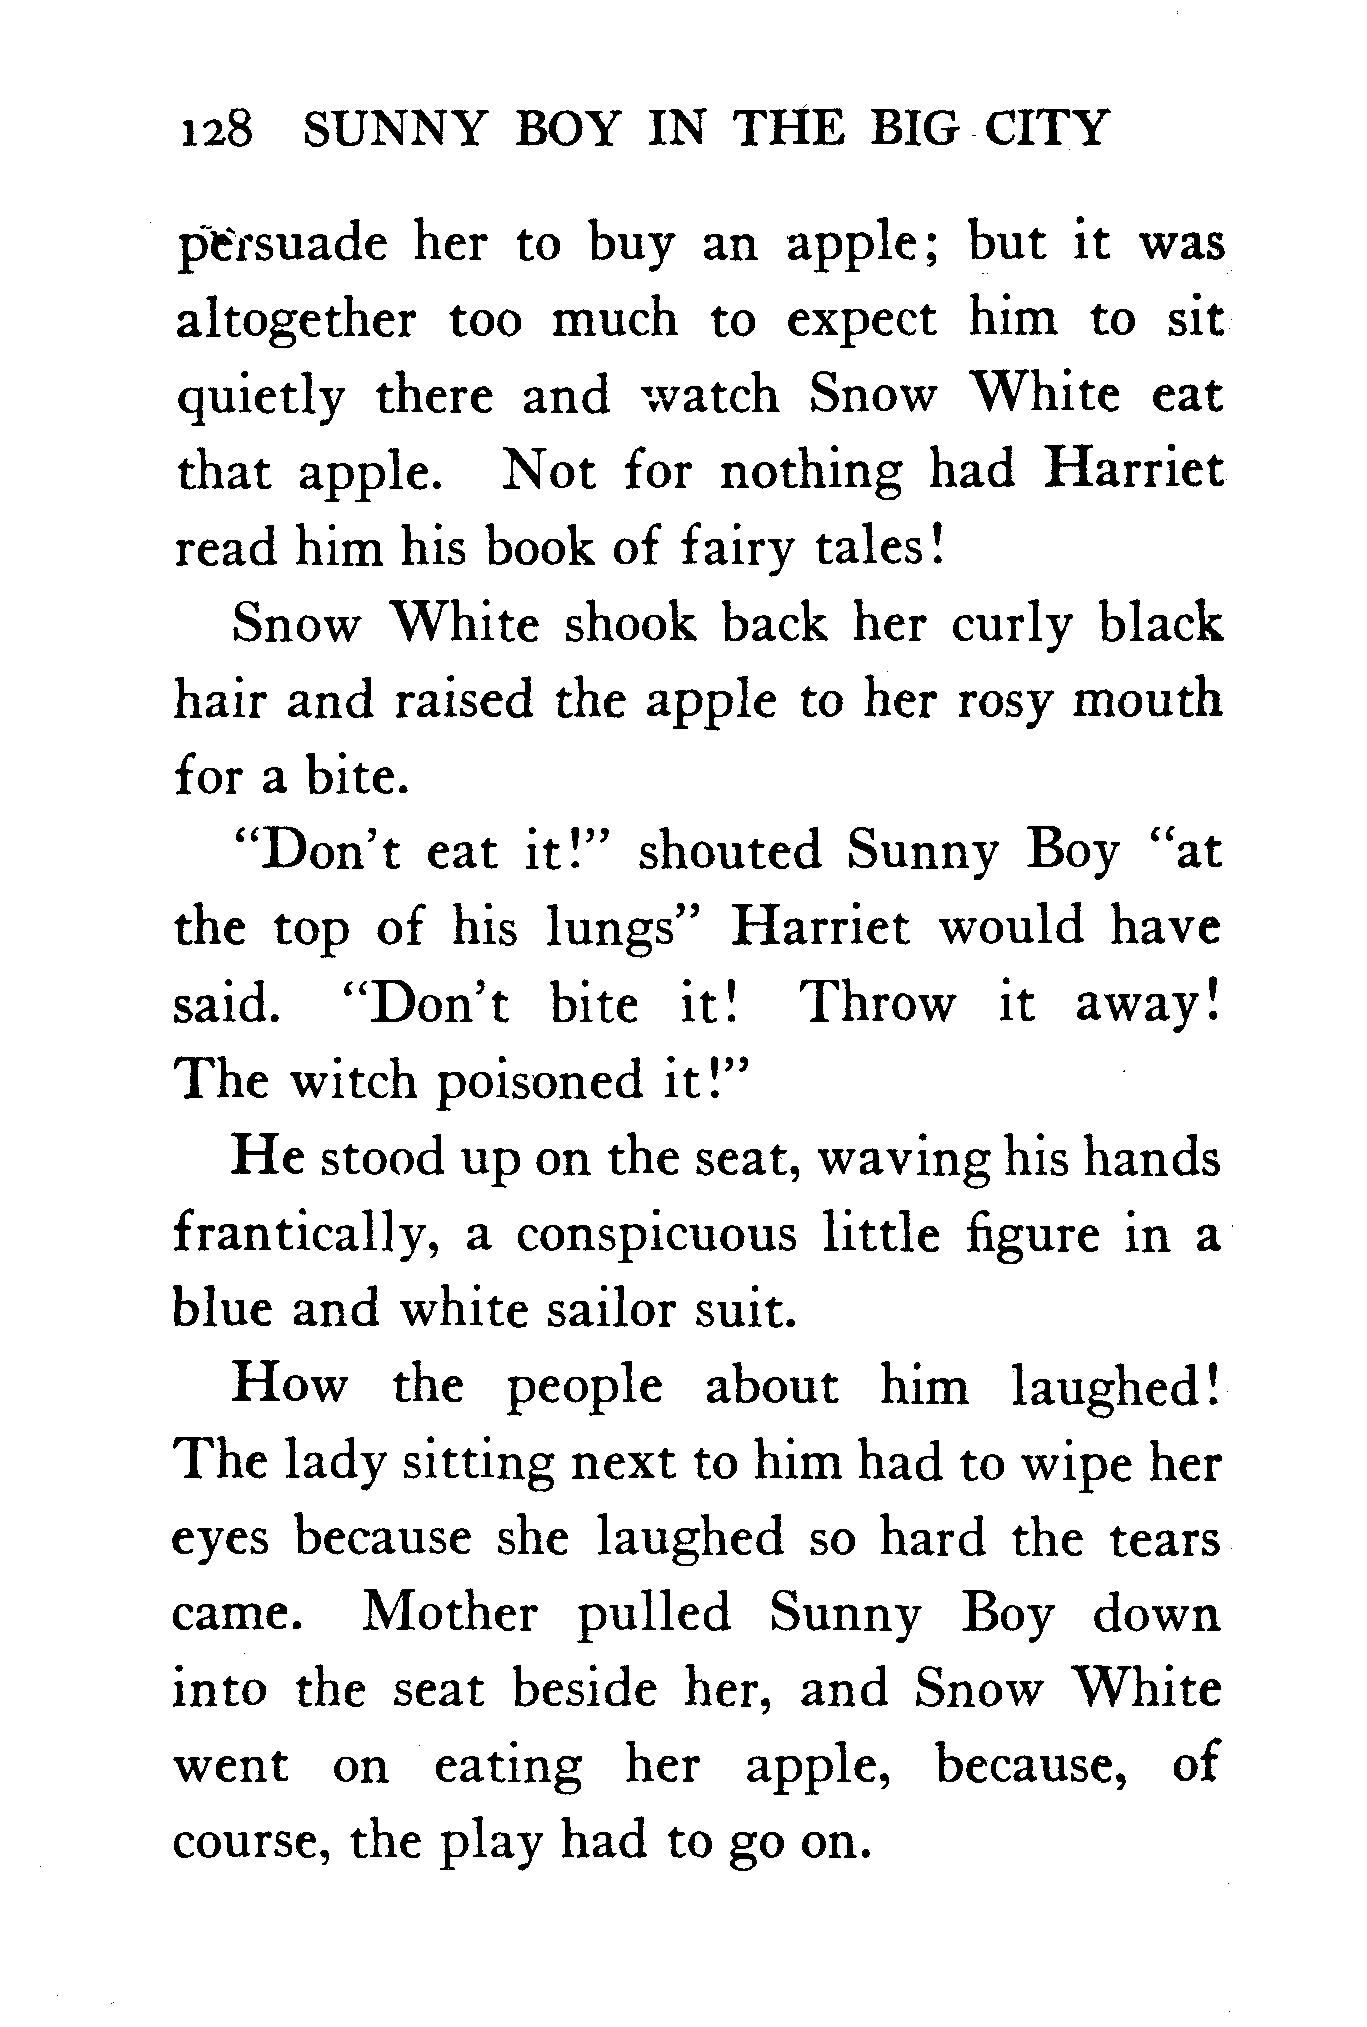 128 SUNNY BOY IN THE BIG CITY
persuade her to buy an apple; but it was
altogether too much to expect him to sit
quietly there and watch Snow White eat
that apple. Not for nothing had Harriet
read him his book of fairy tales!
Snow White shook back her curly black
hair and raised the apple to her rosy mouth
for a bite.
“Don’t eat it!” shouted Sunny Boy “at
the top of his lungs” Harriet would have
said. “Don’t bite it! Throw it away!
The witch poisoned it!”
He stood up on the seat, waving his hands
frantically, a conspicuous little figure in a
blue and white sailor suit.
How the people about him laughed!
The lady sitting next to him had to wipe her
eyes because she laughed so hard the tears
came. Mother pulled Sunny Boy down
into the seat beside her, and Snow White
went on eating her apple, because, of
course, the play had to go on.